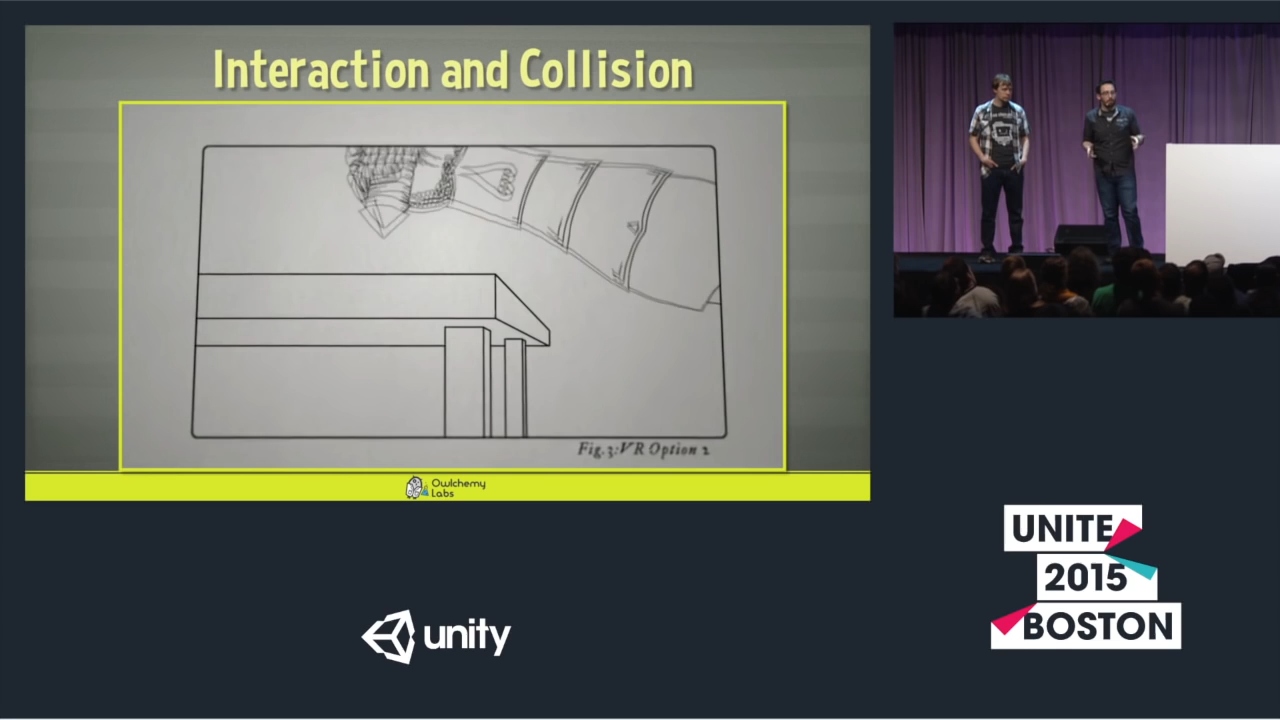 Interaction and Collision
Fig.3:VR Option 2
Owlchemy
Labs
UNITE
2015
BOSTON
unity